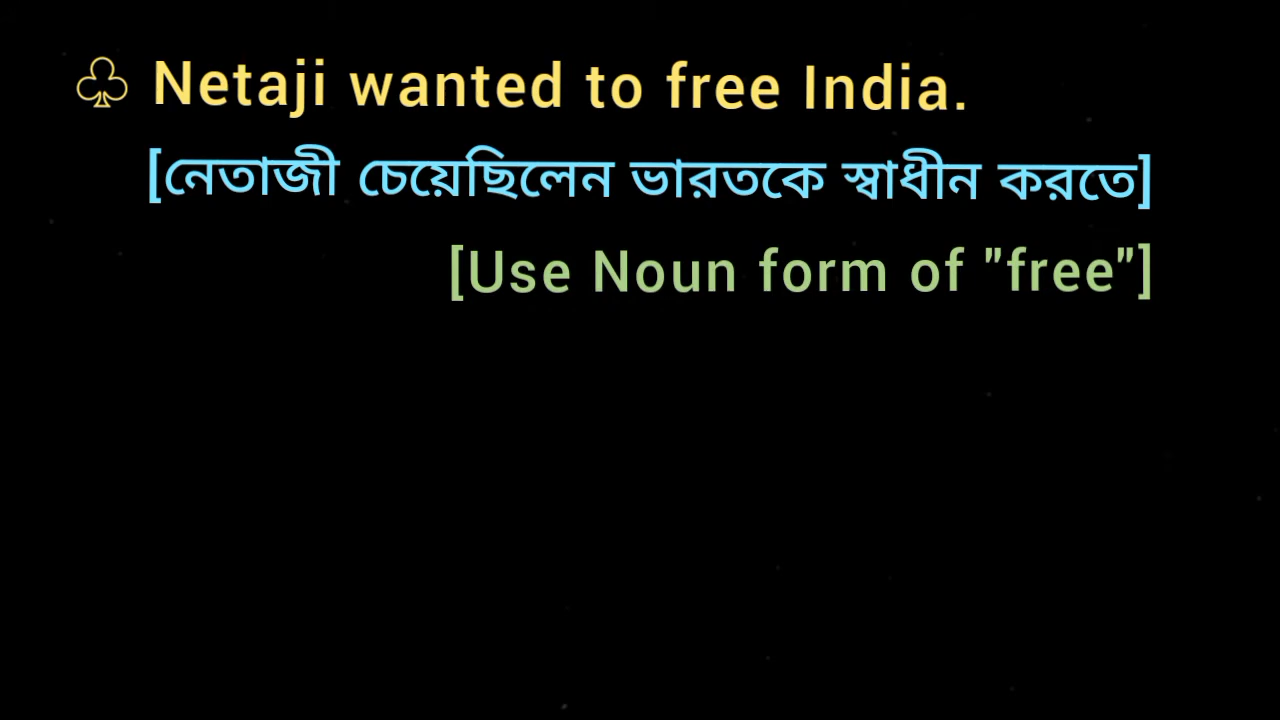 ♧ Netaji wanted to free India.
[নেতাজী চেয়েছিলেন ভারতকে স্বাধীন করতে]
[Use Noun form of "free"]